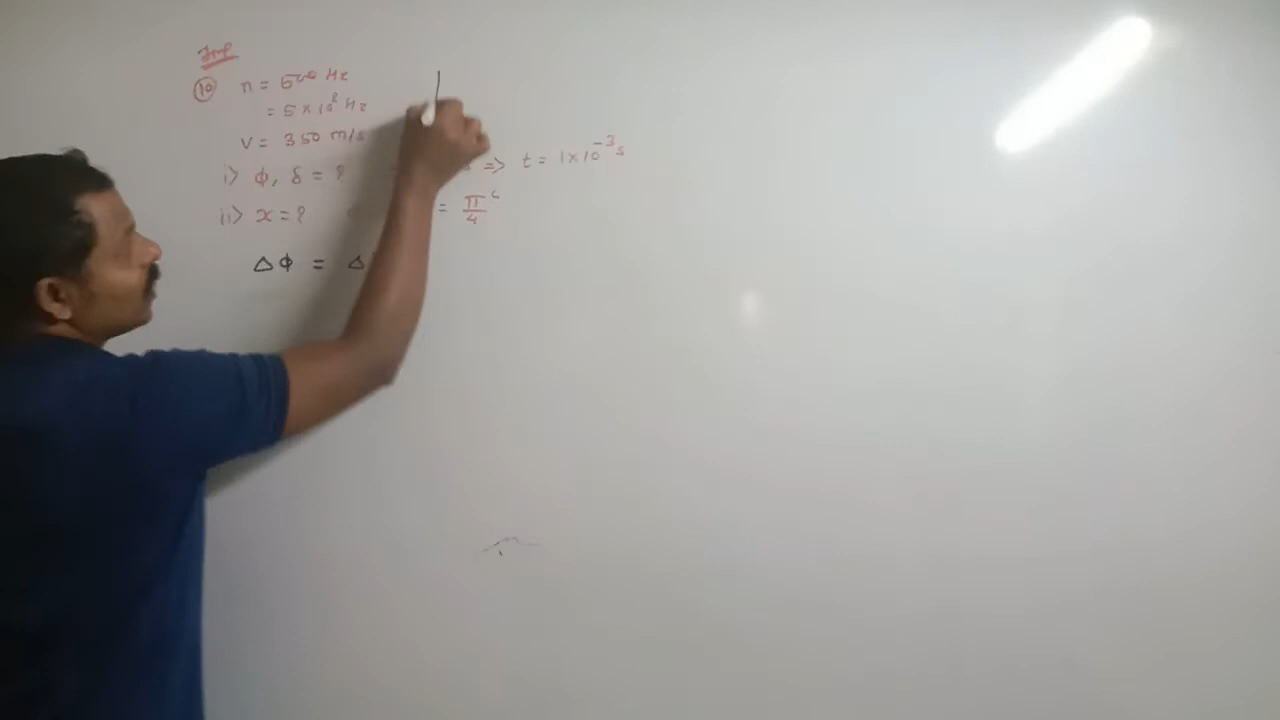 Imp
10 n = 500 Hz
= 5 × 10² Hz
v = 350 m/s
i> ϕ, δ = ? => t = 1×10⁻³ s
ii> x = ? = π/4 ᶜ
Δϕ = Δ